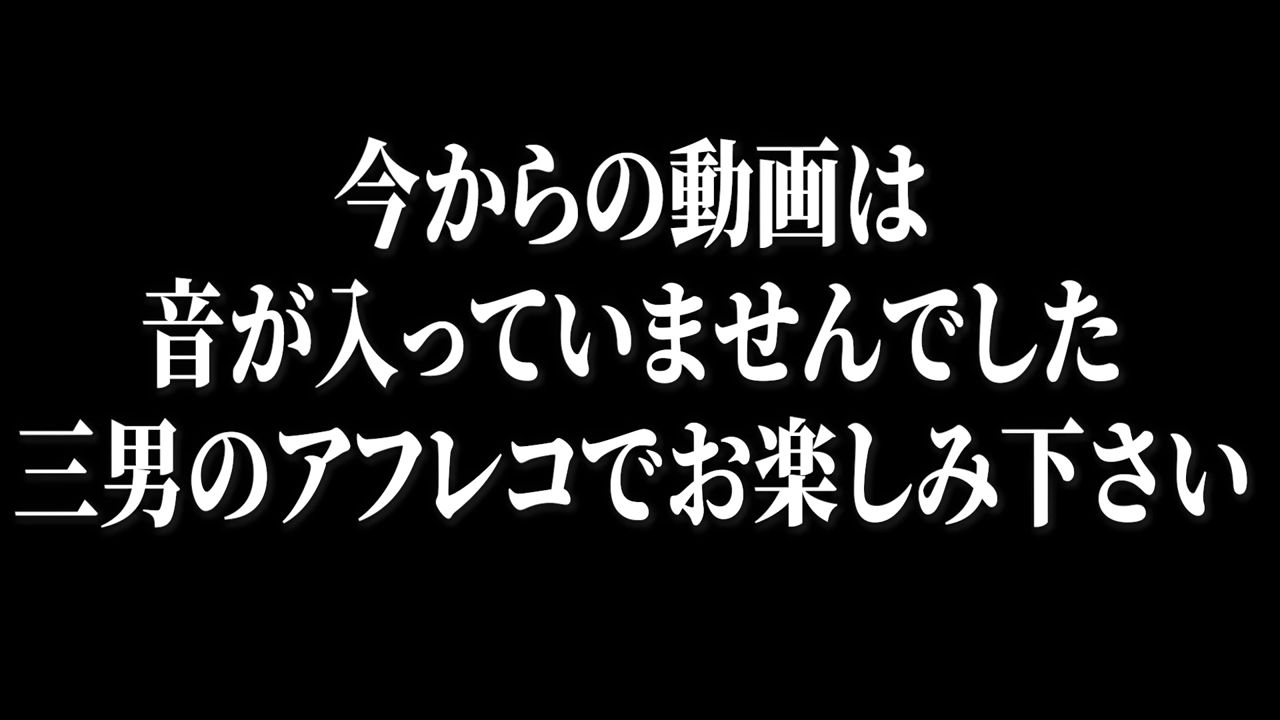 今からの動画は
音が入っていませんでした
三男のアフレコでお楽しみ下さい